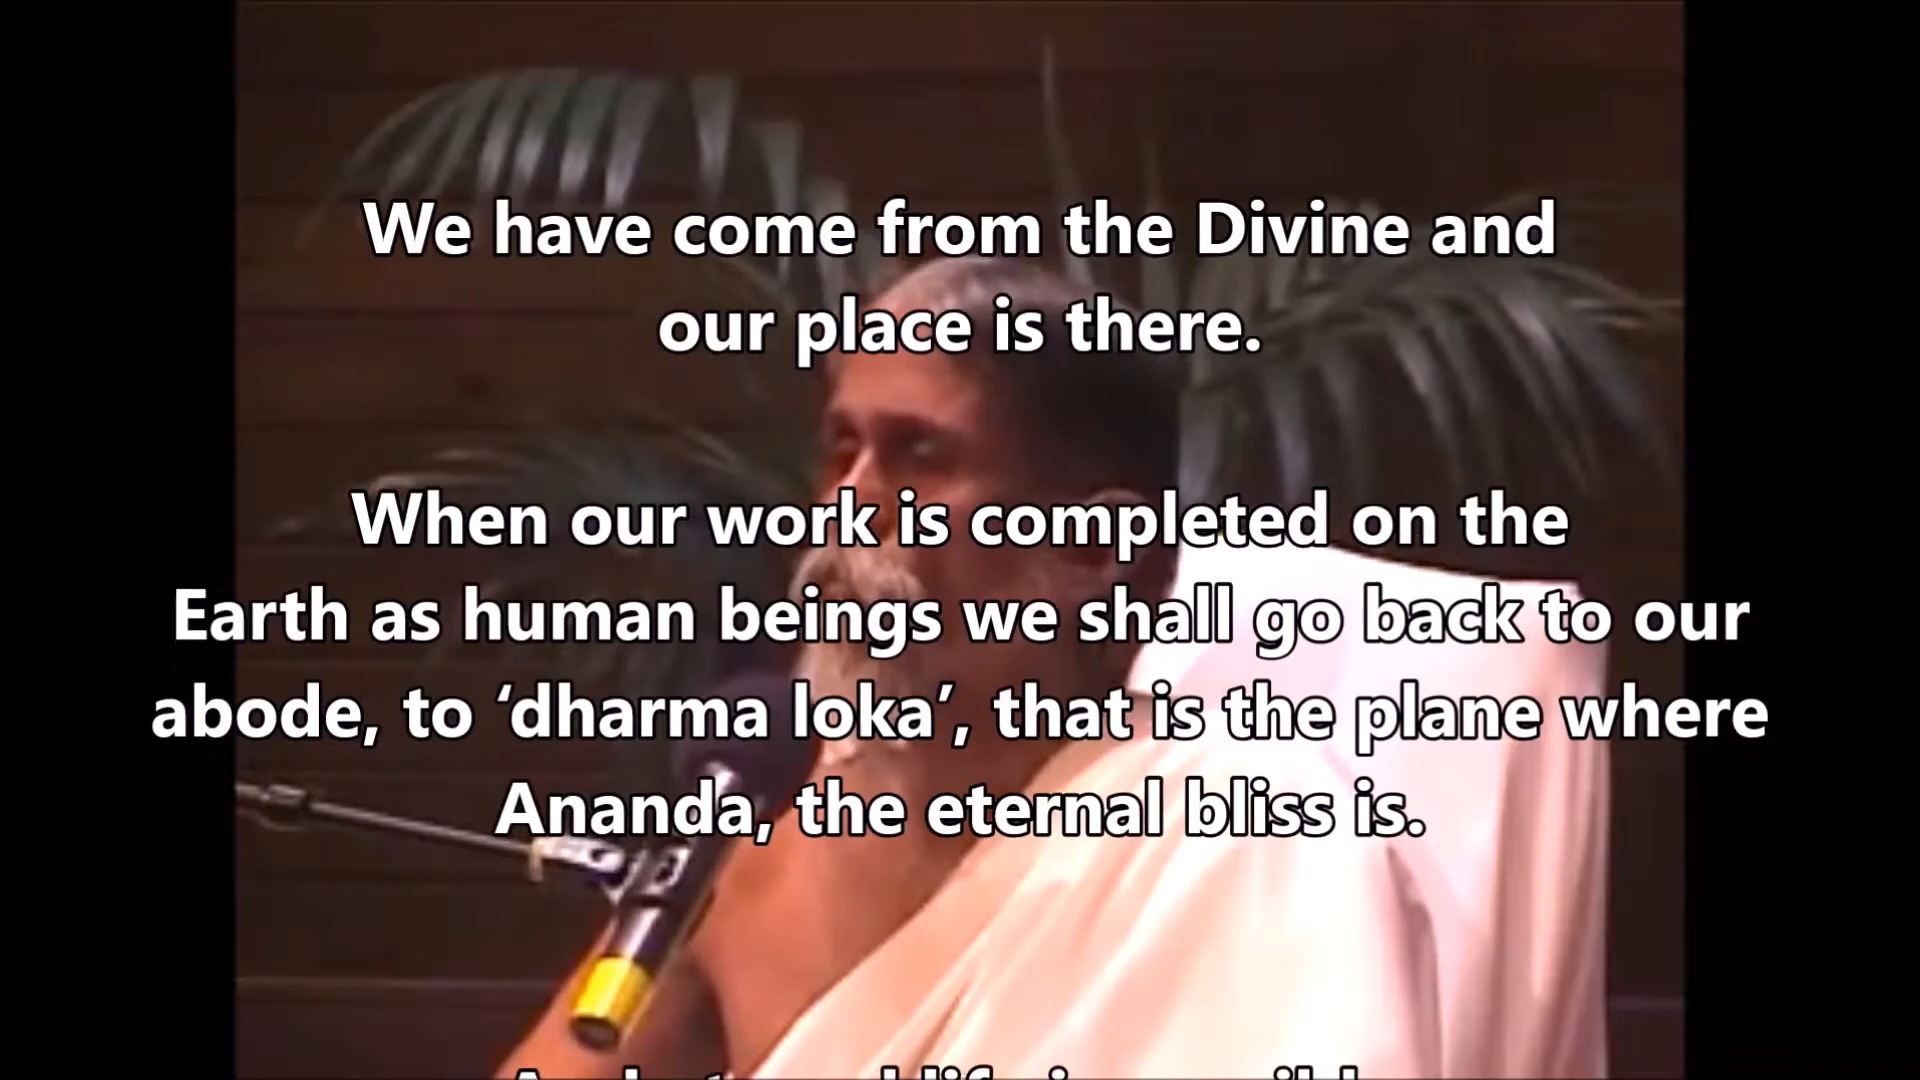 We have come from the Divine and
our place is there.
When our work is completed on the
Earth as human beings we shall go back to our
abode, to ‘dharma loka’, that is the plane where
Ananda, the eternal bliss is.